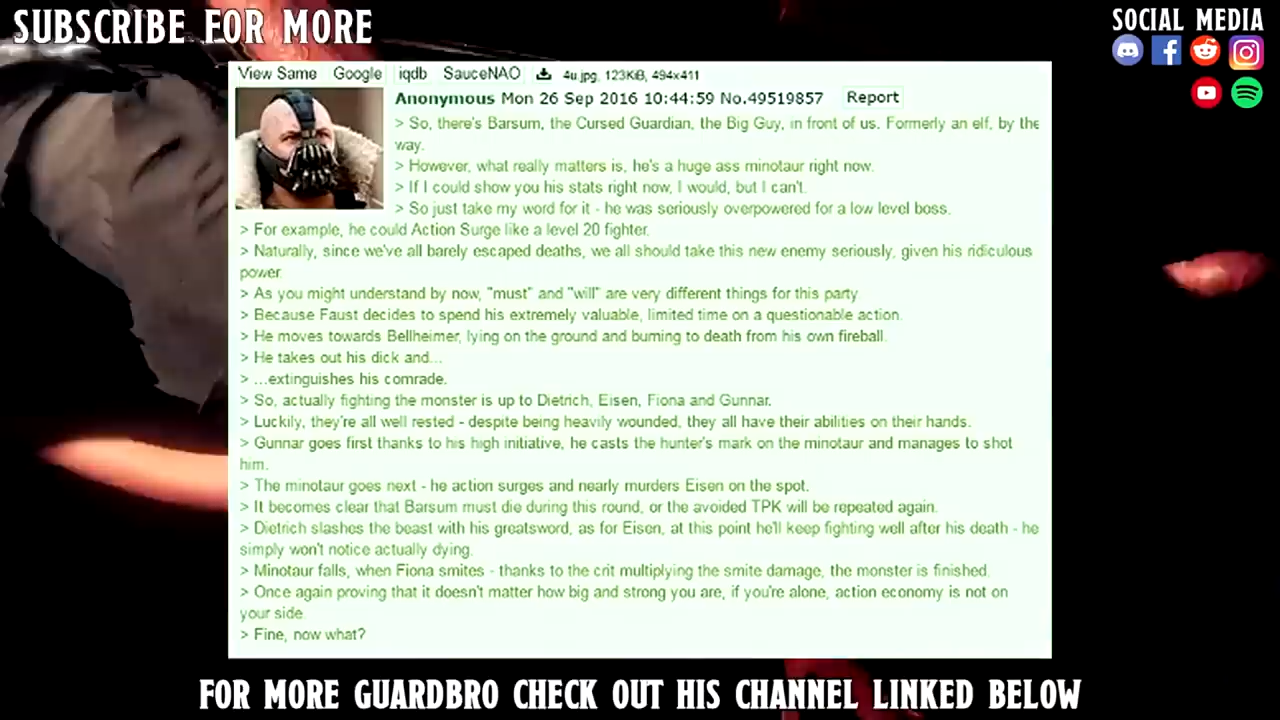 SUBSCRIBE FOR MORE
SOCIAL MEDIA
View Same Google iqdb SauceNAO 4u.jpg, 123KiB, 494x411
Anonymous Mon 26 Sep 2016 10:44:59 No.49519857 Report
> So, there's Barsum, the Cursed Guardian, the Big Guy, in front of us. Formerly an elf, by the
way.
> However, what really matters is, he's a huge ass minotaur right now.
> If I could show you his stats right now, I would, but I can't.
> So just take my word for it - he was seriously overpowered for a low level boss.
> For example, he could Action Surge like a level 20 fighter.
> Naturally, since we've all barely escaped deaths, we all should take this new enemy seriously, given his ridiculous
power.
> As you might understand by now, "must" and "will" are very different things for this party
> Because Faust decides to spend his extremely valuable, limited time on a questionable action.
> He moves towards Bellheimer, lying on the ground and burning to death from his own fireball.
> He takes out his dick and...
> ...extinguishes his comrade.
> So, actually fighting the monster is up to Dietrich, Eisen, Fiona and Gunnar.
> Luckily, they're all well rested - despite being heavily wounded, they all have their abilities on their hands.
> Gunnar goes first thanks to his high initiative, he casts the hunter's mark on the minotaur and manages to shot
him.
> The minotaur goes next - he action surges and nearly murders Eisen on the spot.
> It becomes clear that Barsum must die during this round, or the avoided TPK will be repeated again.
> Dietrich slashes the beast with his greatsword, as for Eisen, at this point he'll keep fighting well after his death - he
simply won't notice actually dying.
> Minotaur falls, when Fiona smites - thanks to the crit multiplying the smite damage, the monster is finished.
> Once again proving that it doesn't matter how big and strong you are, if you're alone, action economy is not on
your side.
> Fine, now what?
FOR MORE GUARDBRO CHECK OUT HIS CHANNEL LINKED BELOW